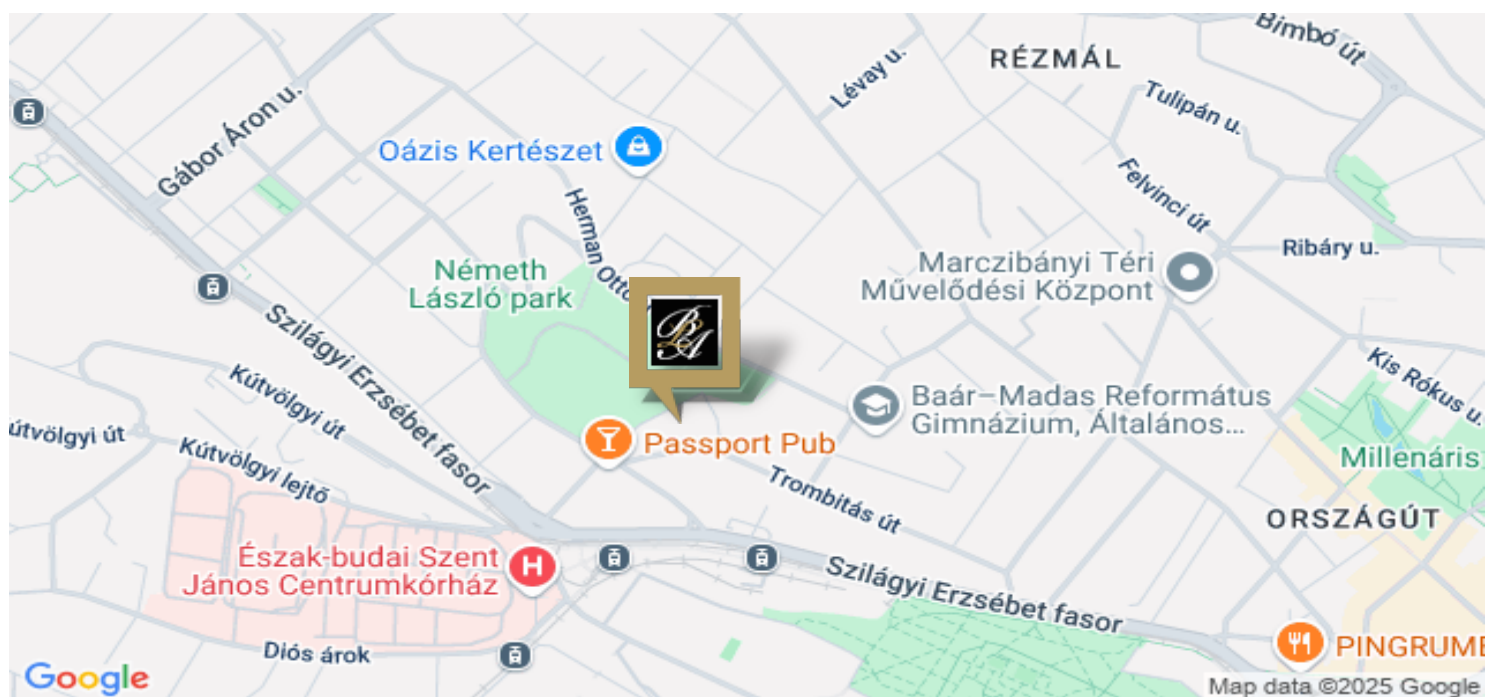 Bimbó út
RÉZMÁL
Lévay u.
Tulipán u.
Gábor Áron u.
Oázis Kertészet
Felvinci út
Herman Ottó
Ribáry u.
Marczibányi Téri
Művelődési Központ
Németh
László park
BLA
Szilágyi Erzsébet fasor
Kis Rókus u.
Kútvölgyi út
Baár–Madas Református
Gimnázium, Általános...
útvölgyi út
Passport Pub
Kútvölgyi lejtő
Millenáris
Trombitás út
ORSZÁGÚT
Észak-budai Szent
János Centrumkórház
H
Szilágyi Erzsébet fasor
Diós árok
PINGRUMB
Google
Map data ©2025 Google